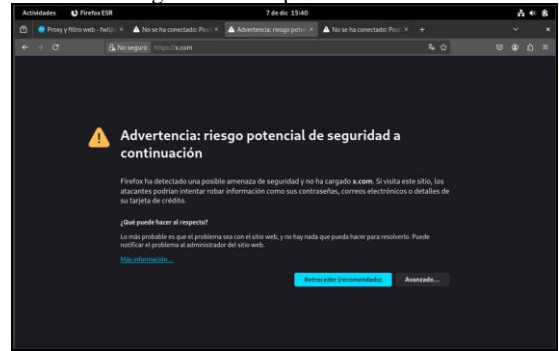 Actividades Firefox ESR 7 de dic 15:40
Proxy y filtro web - fwll No se ha conectado: Posi Advertencia: riesgo poten No se ha conectado: Posi
No seguro https://x.com
Advertencia: riesgo potencial de seguridad a
continuación
Firefox ha detectado una posible amenaza de seguridad y no ha cargado x.com. Si visita este sitio, los
atacantes podrían intentar robar información como sus contraseñas, correos electrónicos o detalles de
su tarjeta de crédito.
¿Qué puede hacer al respecto?
Lo más probable es que el problema sea con el sitio web, y no hay nada que pueda hacer para resolverlo. Puede
notificar el problema al administrador del sitio web.
Más información...
Retroceder (recomendado) Avanzado...